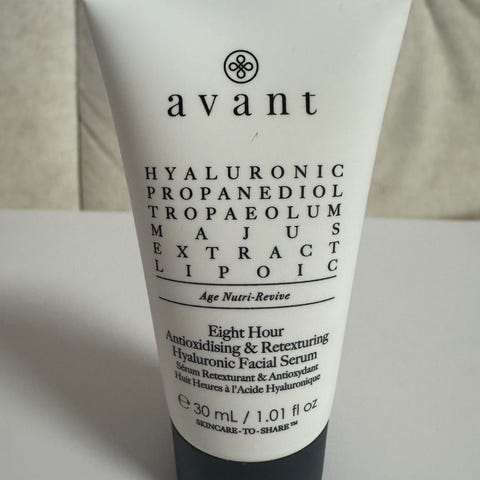 avant
HYALURONIC
PROPANEDIOL
TROPAEOLUM
MAJUS
EXTRACT
LIPOIC
Age Nutri-Revive
Eight Hour
Antioxidising & Retexturing
Hyaluronic Facial Serum
Sérum Retexturant & Antioxydant
Huit Heures à l'Acide Hyaluronique
℮ 30 mL / 1.01 fl oz
SKINCARE-TO-SHARE™